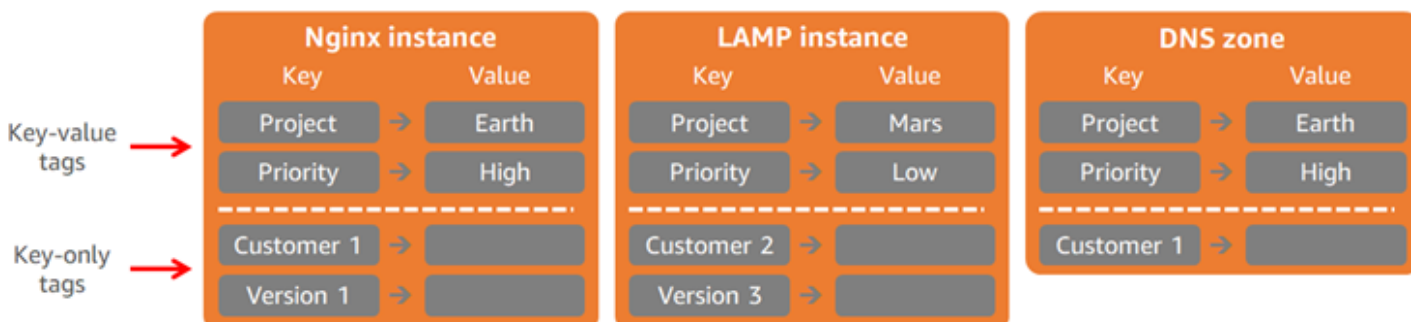 Nginx instance
Key Value
Project → Earth
Priority → High
Customer 1 →
Version 1 →
LAMP instance
Key Value
Project → Mars
Priority → Low
Customer 2 →
Version 3 →
DNS zone
Key Value
Project → Earth
Priority → High
Customer 1 →
Key-value
tags
Key-only
tags